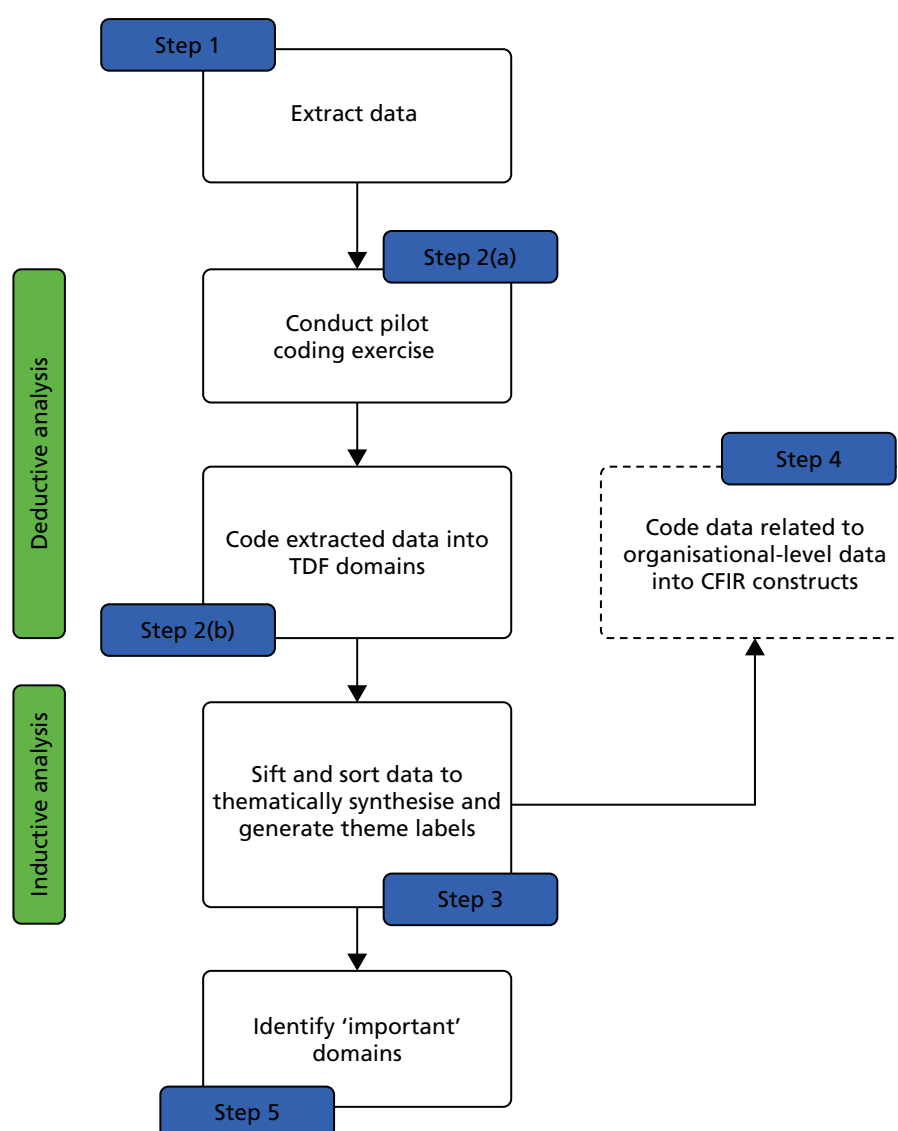 Step 1
Extract data
Step 2(a)
Conduct pilot
coding exercise
Deductive analysis
Code extracted data into
TDF domains
Step 2(b)
Step 4
Code data related to
organisational-level data
into CFIR constructs
Inductive analysis
Sift and sort data to
thematically synthesise and
generate theme labels
Step 3
Identify ‘important’
domains
Step 5